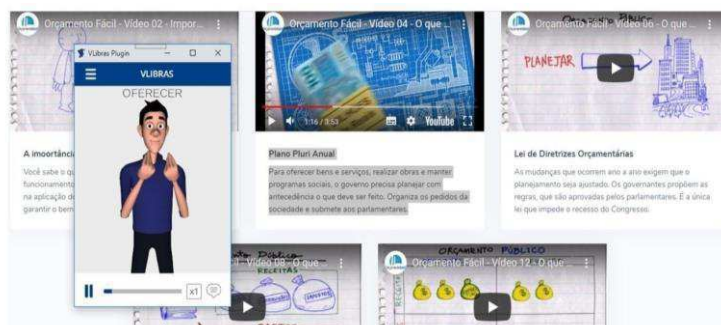 Orçamento Fácil - Vídeo 02 - Impor...
Orçamento Fácil - Vídeo 04 - O que ...
Orçamento Fácil - Vídeo 06 - O que ...
VLibras Plugin
VLIBRAS
OFERECER
x1
PLANEJAR
1:16 / 3:53
YouTube
A importânci
Você sabe o q
funcionamento
na aplicação d
garantir o bem
Plano Pluri Anual
Para oferecer bens e serviços, realizar obras e manter
programas sociais, o governo precisa planejar com
antecedência o que deve ser feito. Organiza os pedidos da
sociedade e submete aos parlamentares.
Lei de Diretrizes Orçamentárias
As mudanças que ocorrem ano a ano exigem que o
planejamento seja ajustado. Os governantes propõem as
regras, que são aprovadas pelos parlamentares. É a única
lei que impede o recesso do Congresso.
Vídeo 08 - O que ...
RECEITAS
IMPOSTOS
ORÇAMENTO PÚBLICO
Orçamento Fácil - Vídeo 12 - O que ...